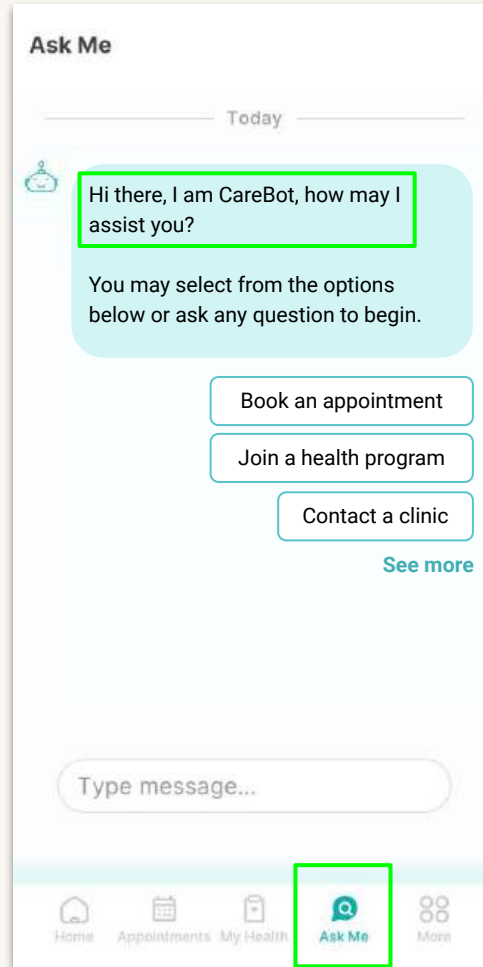 Ask Me
Today
Hi there, I am CareBot, how may I
assist you?
You may select from the options
below or ask any question to begin.
Book an appointment
Join a health program
Contact a clinic
See more
Type message...
Home Appointments My Health Ask Me More